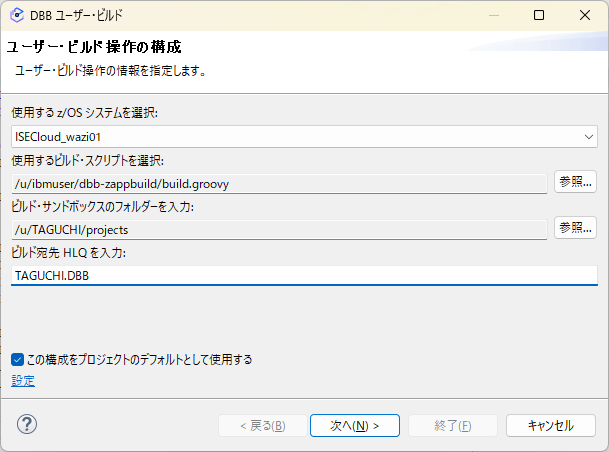 DBB ユーザー・ビルド
ユーザー・ビルド操作の構成
ユーザー・ビルド操作の情報を指定します。
使用する z/OS システムを選択:
ISECloud_wazi01
使用するビルド・スクリプトを選択:
/u/ibmuser/dbb-zappbuild/build.groovy
参照...
ビルド・サンドボックスのフォルダーを入力:
/u/TAGUCHI/projects
参照...
ビルド宛先 HLQ を入力:
TAGUCHI.DBB
この構成をプロジェクトのデフォルトとして使用する
設定
?
< 戻る(B) 次へ(N) > 終了(F) キャンセル